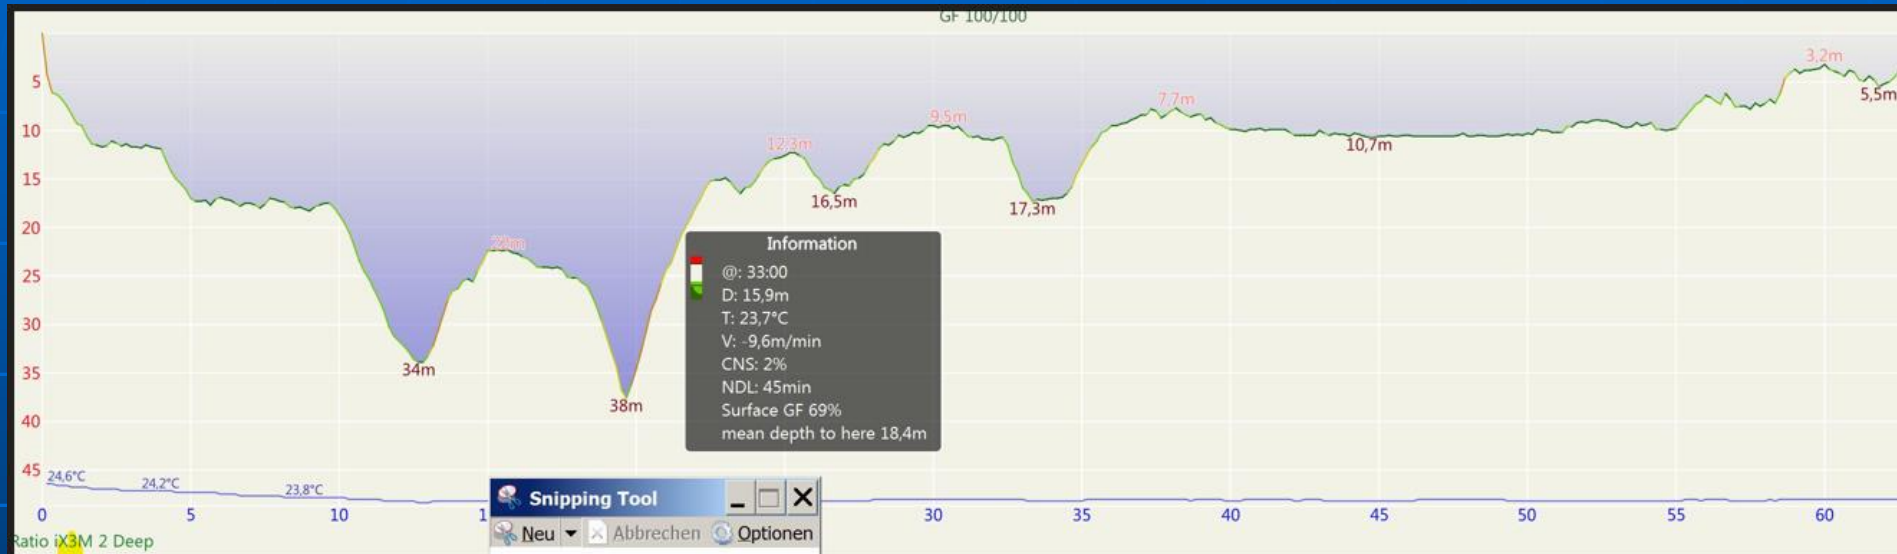 GF 100/100
5
10
15
20
25
30
35
40
45
34m
22m
38m
12,3m
16,5m
9,5m
17,3m
7,7m
10,7m
3,2m
5,5m
Information
@: 33:00
D: 15,9m
T: 23,7°C
V: -9,6m/min
CNS: 2%
NDL: 45min
Surface GF 69%
mean depth to here 18,4m
24,6°C
24,2°C
23,8°C
0 5 10 1 30 35 40 45 50 55 60
Snipping Tool
Neu Abbrechen Optionen
Ratio iX3M 2 Deep